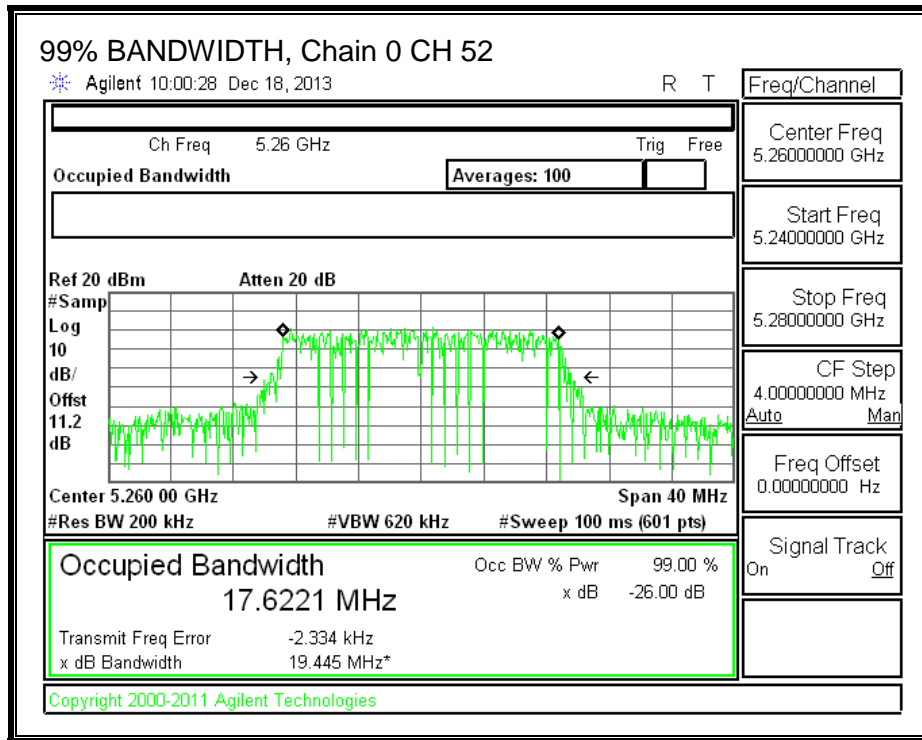 99% BANDWIDTH, Chain 0 CH 52
Agilent 10:00:28 Dec 18, 2013 R T
Freq/Channel
Ch Freq 5.26 GHz Trig Free
Occupied Bandwidth Averages: 100
Center Freq
5.26000000 GHz
Start Freq
5.24000000 GHz
Stop Freq
5.28000000 GHz
CF Step
4.00000000 MHz
Auto Man
Freq Offset
0.00000000 Hz
Signal Track
On Off
Ref 20 dBm Atten 20 dB
#Samp
Log
10
dB/
Offst
11.2
dB
Center 5.260 00 GHz Span 40 MHz
#Res BW 200 kHz #VBW 620 kHz #Sweep 100 ms (601 pts)
Occupied Bandwidth Occ BW % Pwr 99.00 %
17.6221 MHz x dB -26.00 dB
Transmit Freq Error -2.334 kHz
x dB Bandwidth 19.445 MHz*
Copyright 2000-2011 Agilent Technologies